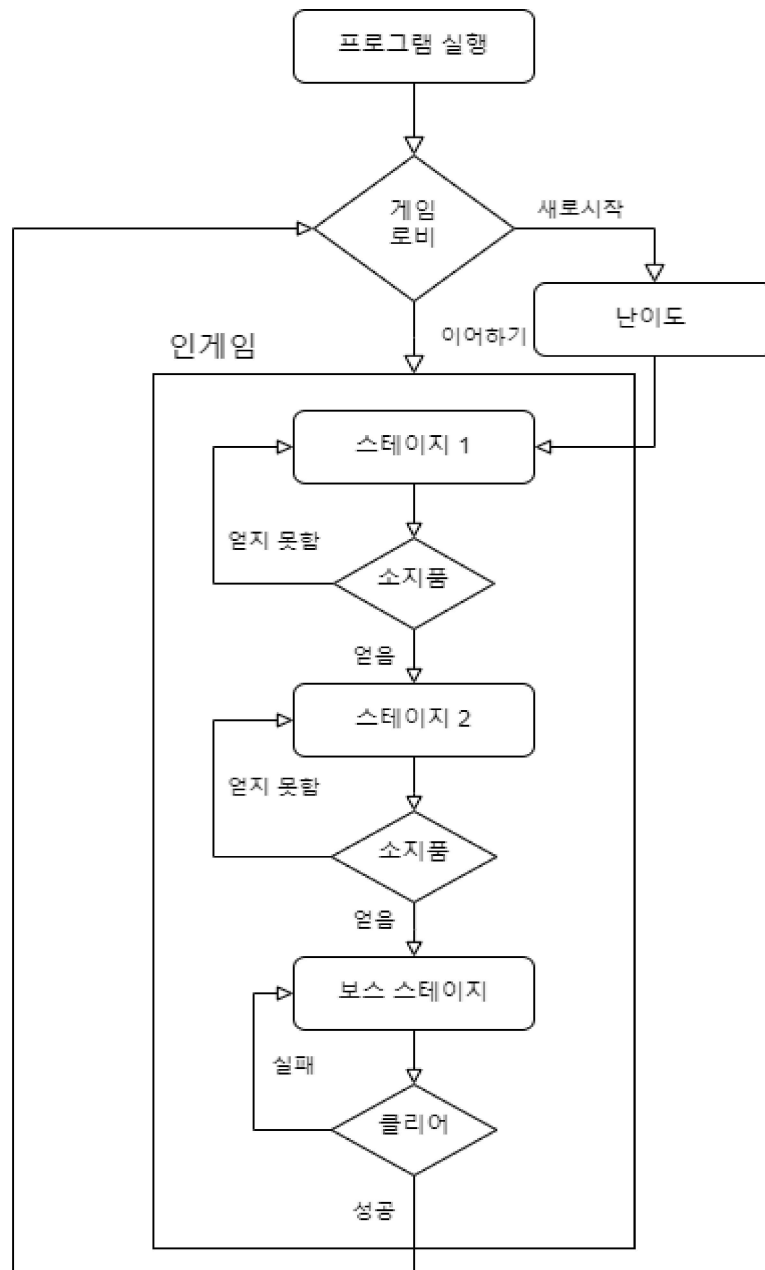 프로그램 실행
게임
로비
새로시작
난이도
이어하기
인게임
스테이지 1
얻지 못함
소지품
얻음
스테이지 2
얻지 못함
소지품
얻음
보스 스테이지
실패
클리어
성공